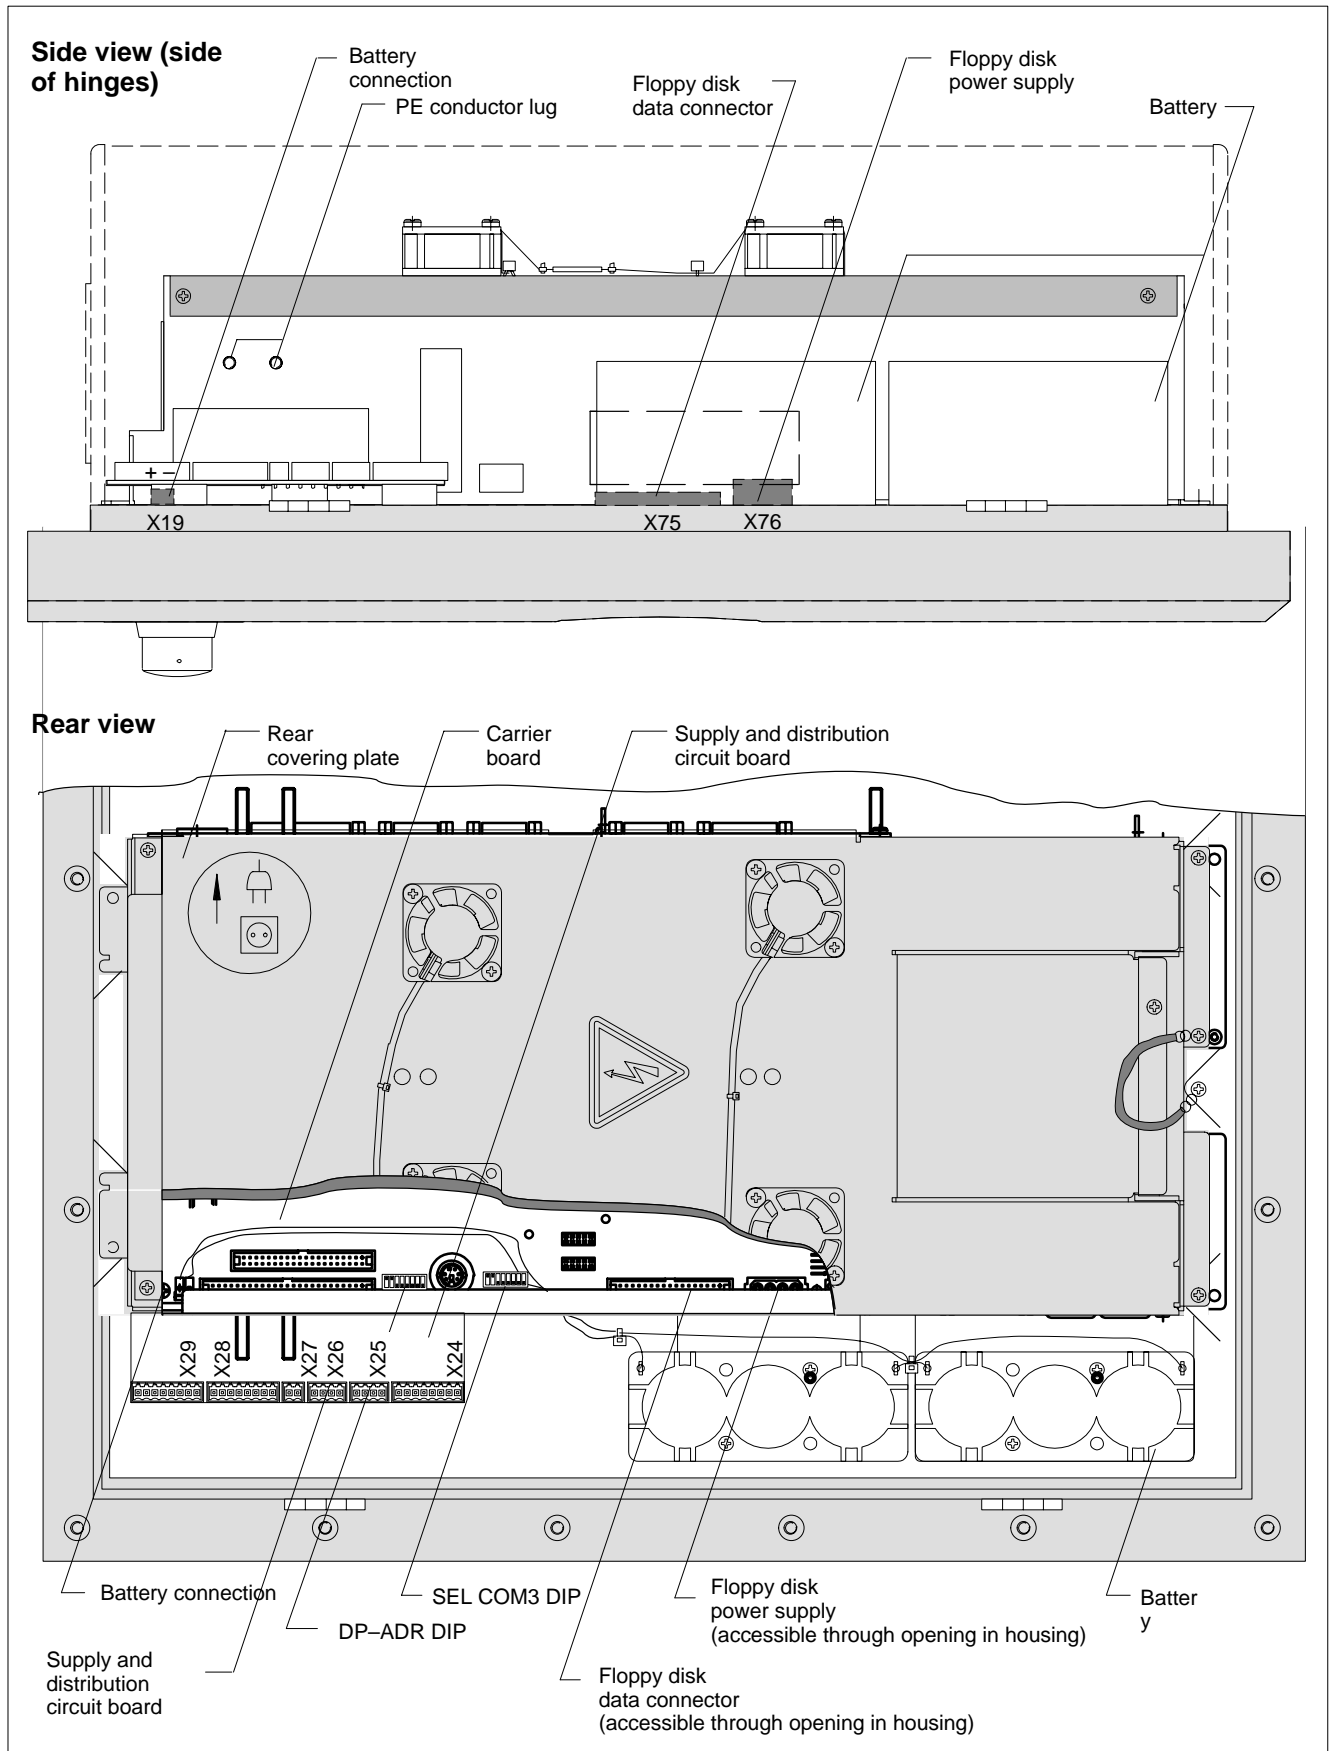 Side view (side
of hinges)
Battery
connection
PE conductor lug
Floppy disk
data connector
Floppy disk
power supply
Battery
+ –
X19
X75
X76
Rear view
Rear
covering plate
Carrier
board
Supply and distribution
circuit board
X29
X28
X27
X26
X25
X24
Battery connection
SEL COM3 DIP
DP–ADR DIP
Supply and
distribution
circuit board
Floppy disk
power supply
(accessible through opening in housing)
Floppy disk
data connector
(accessible through opening in housing)
Batter
y